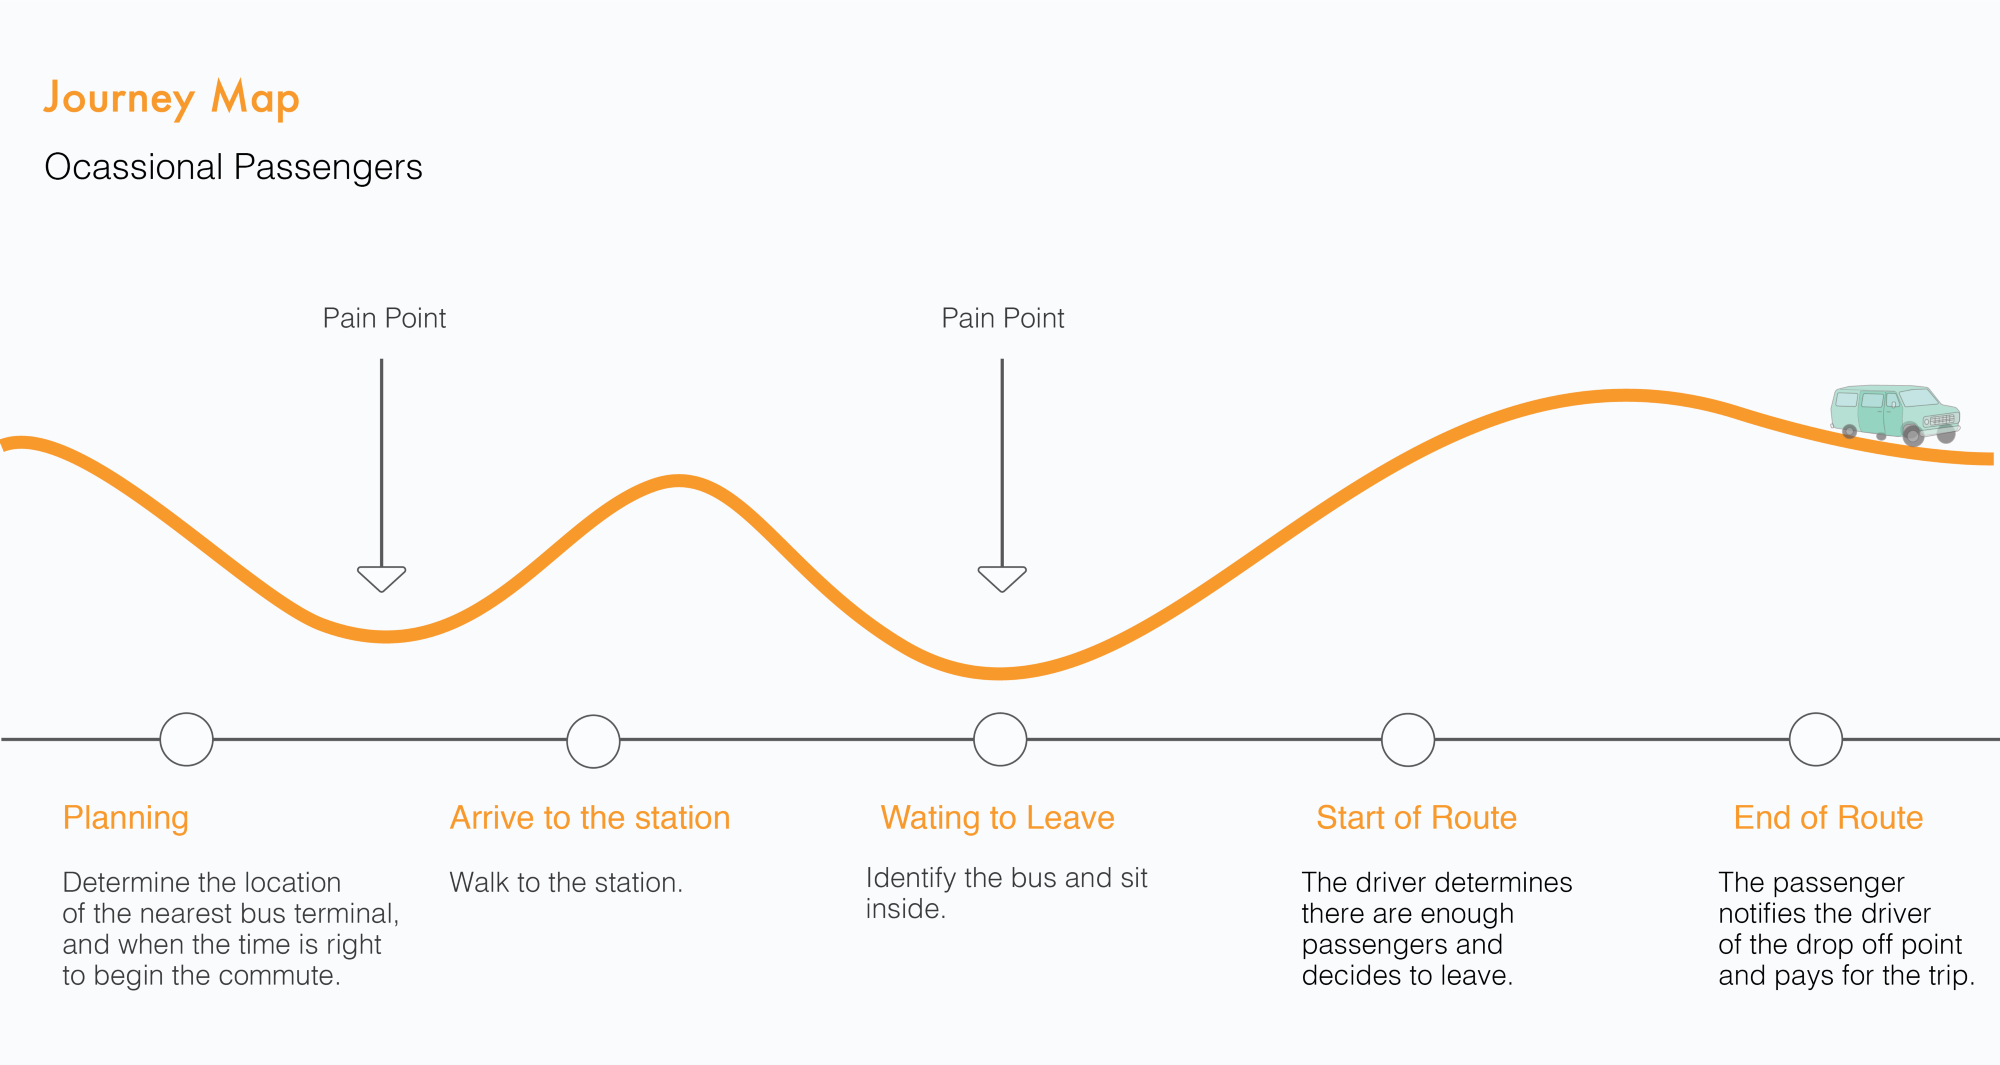 Journey Map
Ocassional Passengers
Pain Point
Pain Point
Planning
Determine the location
of the nearest bus terminal,
and when the time is right
to begin the commute.
Arrive to the station
Walk to the station.
Wating to Leave
Identify the bus and sit
inside.
Start of Route
The driver determines
there are enough
passengers and
decides to leave.
End of Route
The passenger
notifies the driver
of the drop off point
and pays for the trip.